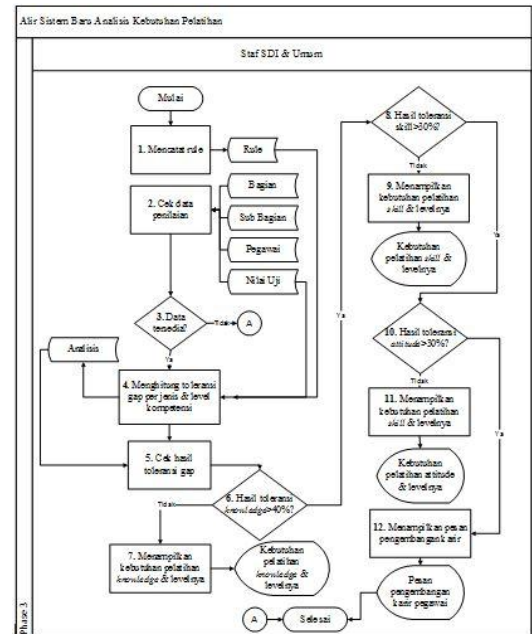 Alir Sistem Baru Analisis Kebutuhan Pelatihan
Staf SDI & Umum
Mulai
1. Mencatat rule
Rule
2. Cek data
penilaian
Bagian
Sub Bagian
Pegawai
Nilai Uji
3. Data
tersedia?
Tidak
A
Ya
Analisis
4. Menghitung toleransi
gap per jenis & level
kompetensi
5. Cek hasil
toleransi gap
6. Hasil toleransi
knowledge>40%?
Tidak
Ya
7. Menampilkan
kebutuhan pelatihan
knowledge & levelnya
Kebutuhan
pelatihan
knowledge &
levelnya
8. Hasil toleransi
skill>30%?
Tidak
Ya
9. Menampilkan
kebutuhan pelatihan
skill & levelnya
Kebutuhan
pelatihan skill &
levelnya
10. Hasil toleransi
attitude>30%?
Tidak
Ya
11. Menampilkan
kebutuhan pelatihan
skill & levelnya
Kebutuhan
pelatihan attitude
& levelnya
12. Menampilkan pesan
pengembangank arir
Pesan
pengembangan
karir pegawai
A
Selesai
Phase 3